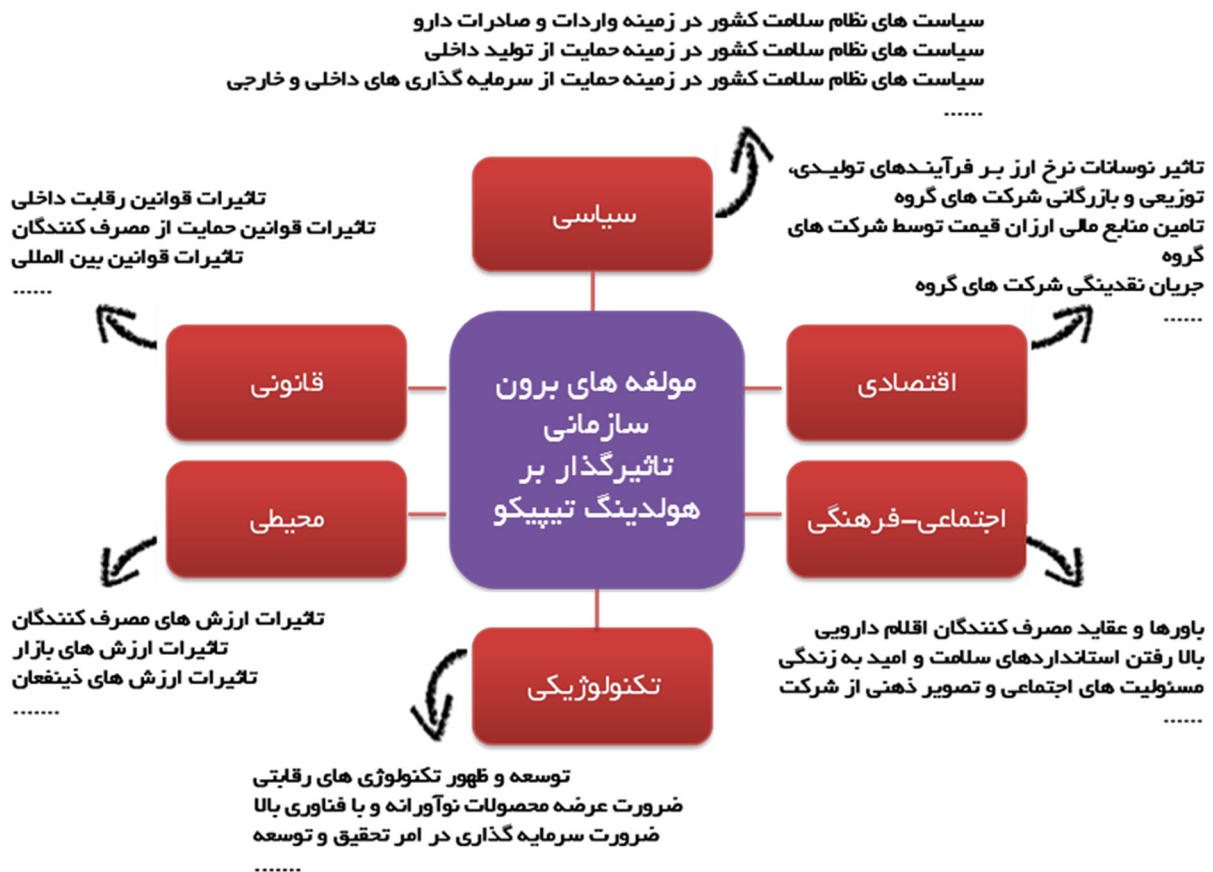 سیاست های نظام سلامت کشور در زمینه واردات و صادرات دارو
سیاست های نظام سلامت کشور در زمینه حمایت از تولید داخلی
سیاست های نظام سلامت کشور در زمینه حمایت از سرمایه گذاری های داخلی و خارجی
......
سیاسی
تاثیر نوسانات نرخ ارز بر فرآیندهای تولیدی،
توزیعی و بازرگانی شرکت های گروه
تامین منابع مالی ارزان قیمت توسط شرکت های
گروه
جریان نقدینگی شرکت های گروه
......
اقتصادی
تاثیرات قوانین رقابت داخلی
تاثیرات قوانین حمایت از مصرف کنندگان
تاثیرات قوانین بین المللی
......
قانونی
مولفه های برون
سازمانی
تاثیرگذار بر
هولدینگ تیپیکو
اجتماعی-فرهنگی
باورها و عقاید مصرف کنندگان اقلام دارویی
بالا رفتن استانداردهای سلامت و امید به زندگی
مسئولیت های اجتماعی و تصویر ذهنی از شرکت
......
محیطی
تاثیرات ارزش های مصرف کنندگان
تاثیرات ارزش های بازار
تاثیرات ارزش های ذینفعان
.......
تکنولوژیکی
توسعه و ظهور تکنولوژی های رقابتی
ضرورت عرضه محصولات نوآورانه و با فناوری بالا
ضرورت سرمایه گذاری در امر تحقیق و توسعه
.......